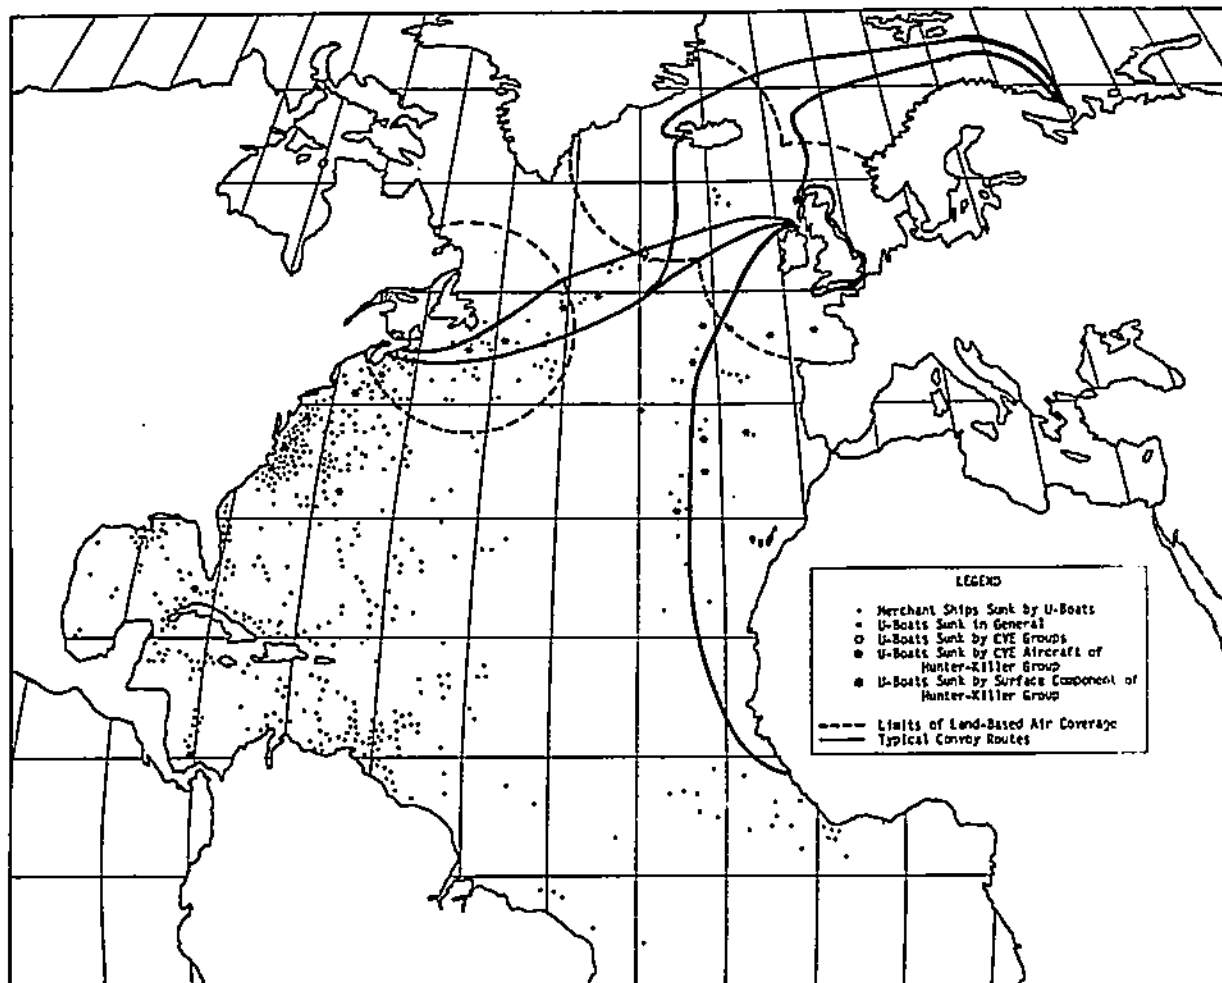 LEGEND
Merchant Ships Sunk by U-Boats
U-Boats Sunk in General
U-Boats Sunk by CVE Groups
U-Boats Sunk by CVE Aircraft of
Hunter-Killer Group
U-Boats Sunk by Surface Component of
Hunter-Killer Group
Limits of Land-Based Air Coverage
Typical Convoy Routes